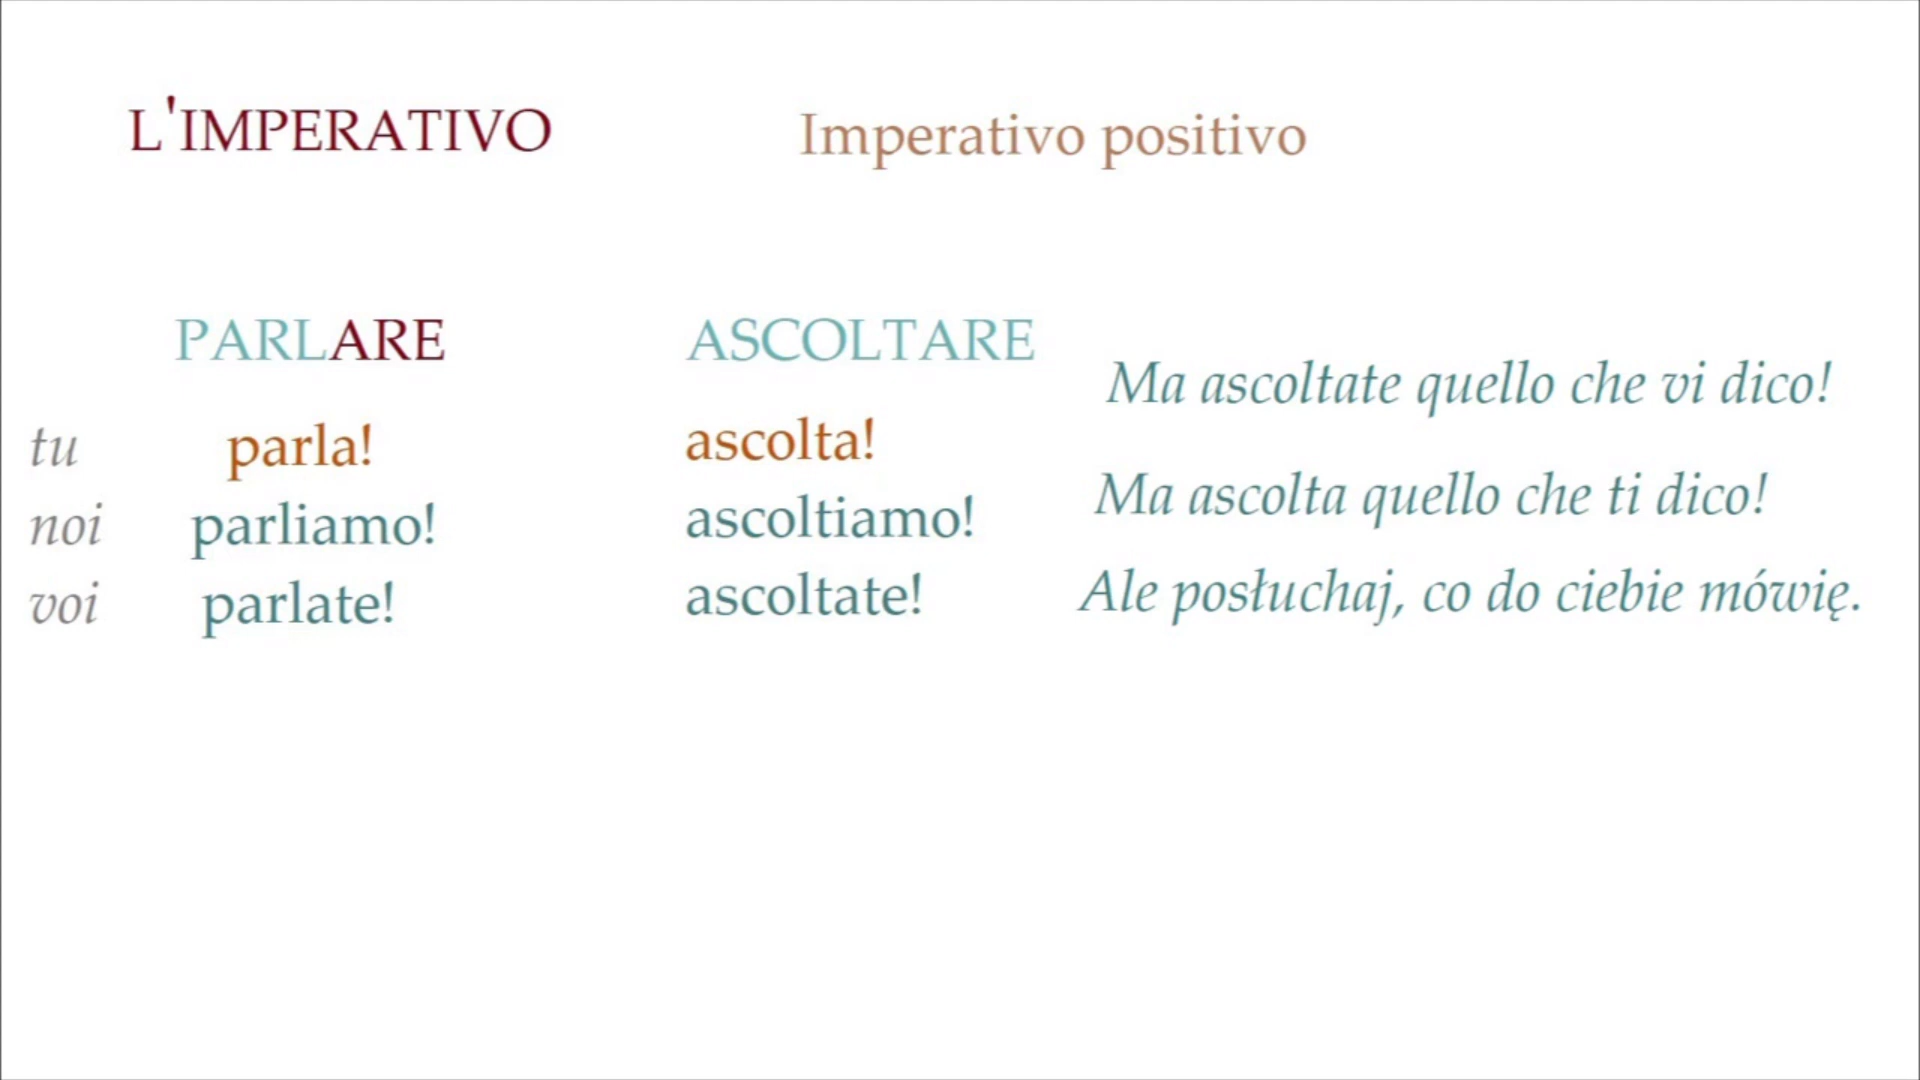 L'IMPERATIVO
Imperativo positivo
PARLARE
tu parla!
noi parliamo!
voi parlate!
ASCOLTARE
ascolta!
ascoltiamo!
ascoltate!
Ma ascoltate quello che vi dico!
Ma ascolta quello che ti dico!
Ale posłuchaj, co do ciebie mówię.